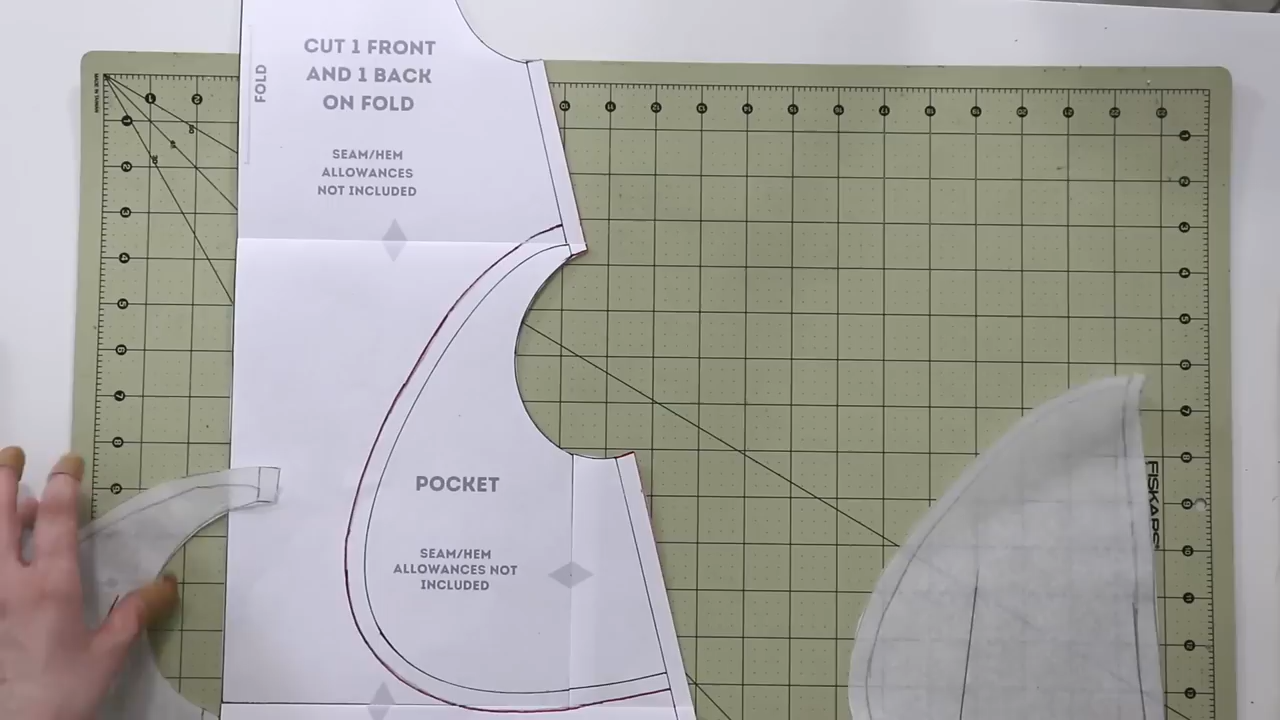 CUT 1 FRONT
AND 1 BACK
ON FOLD
FOLD
SEAM/HEM
ALLOWANCES
NOT INCLUDED
POCKET
SEAM/HEM
ALLOWANCES NOT
INCLUDED
FISKARS